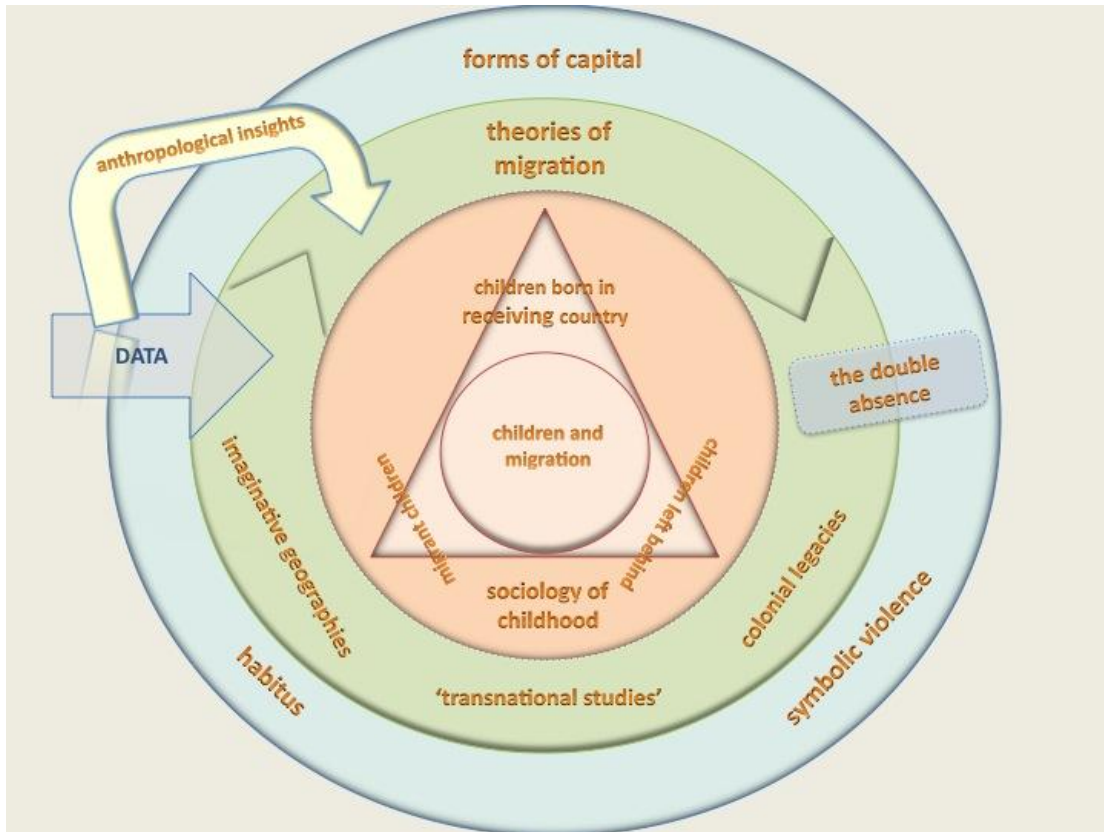 forms of capital
anthropological insights
theories of
migration
children born in
receiving country
DATA
the double
absence
children and
migration
migrant children
children left behind
imaginative geographies
colonial legacies
sociology of
childhood
habitus
'transnational studies'
symbolic violence